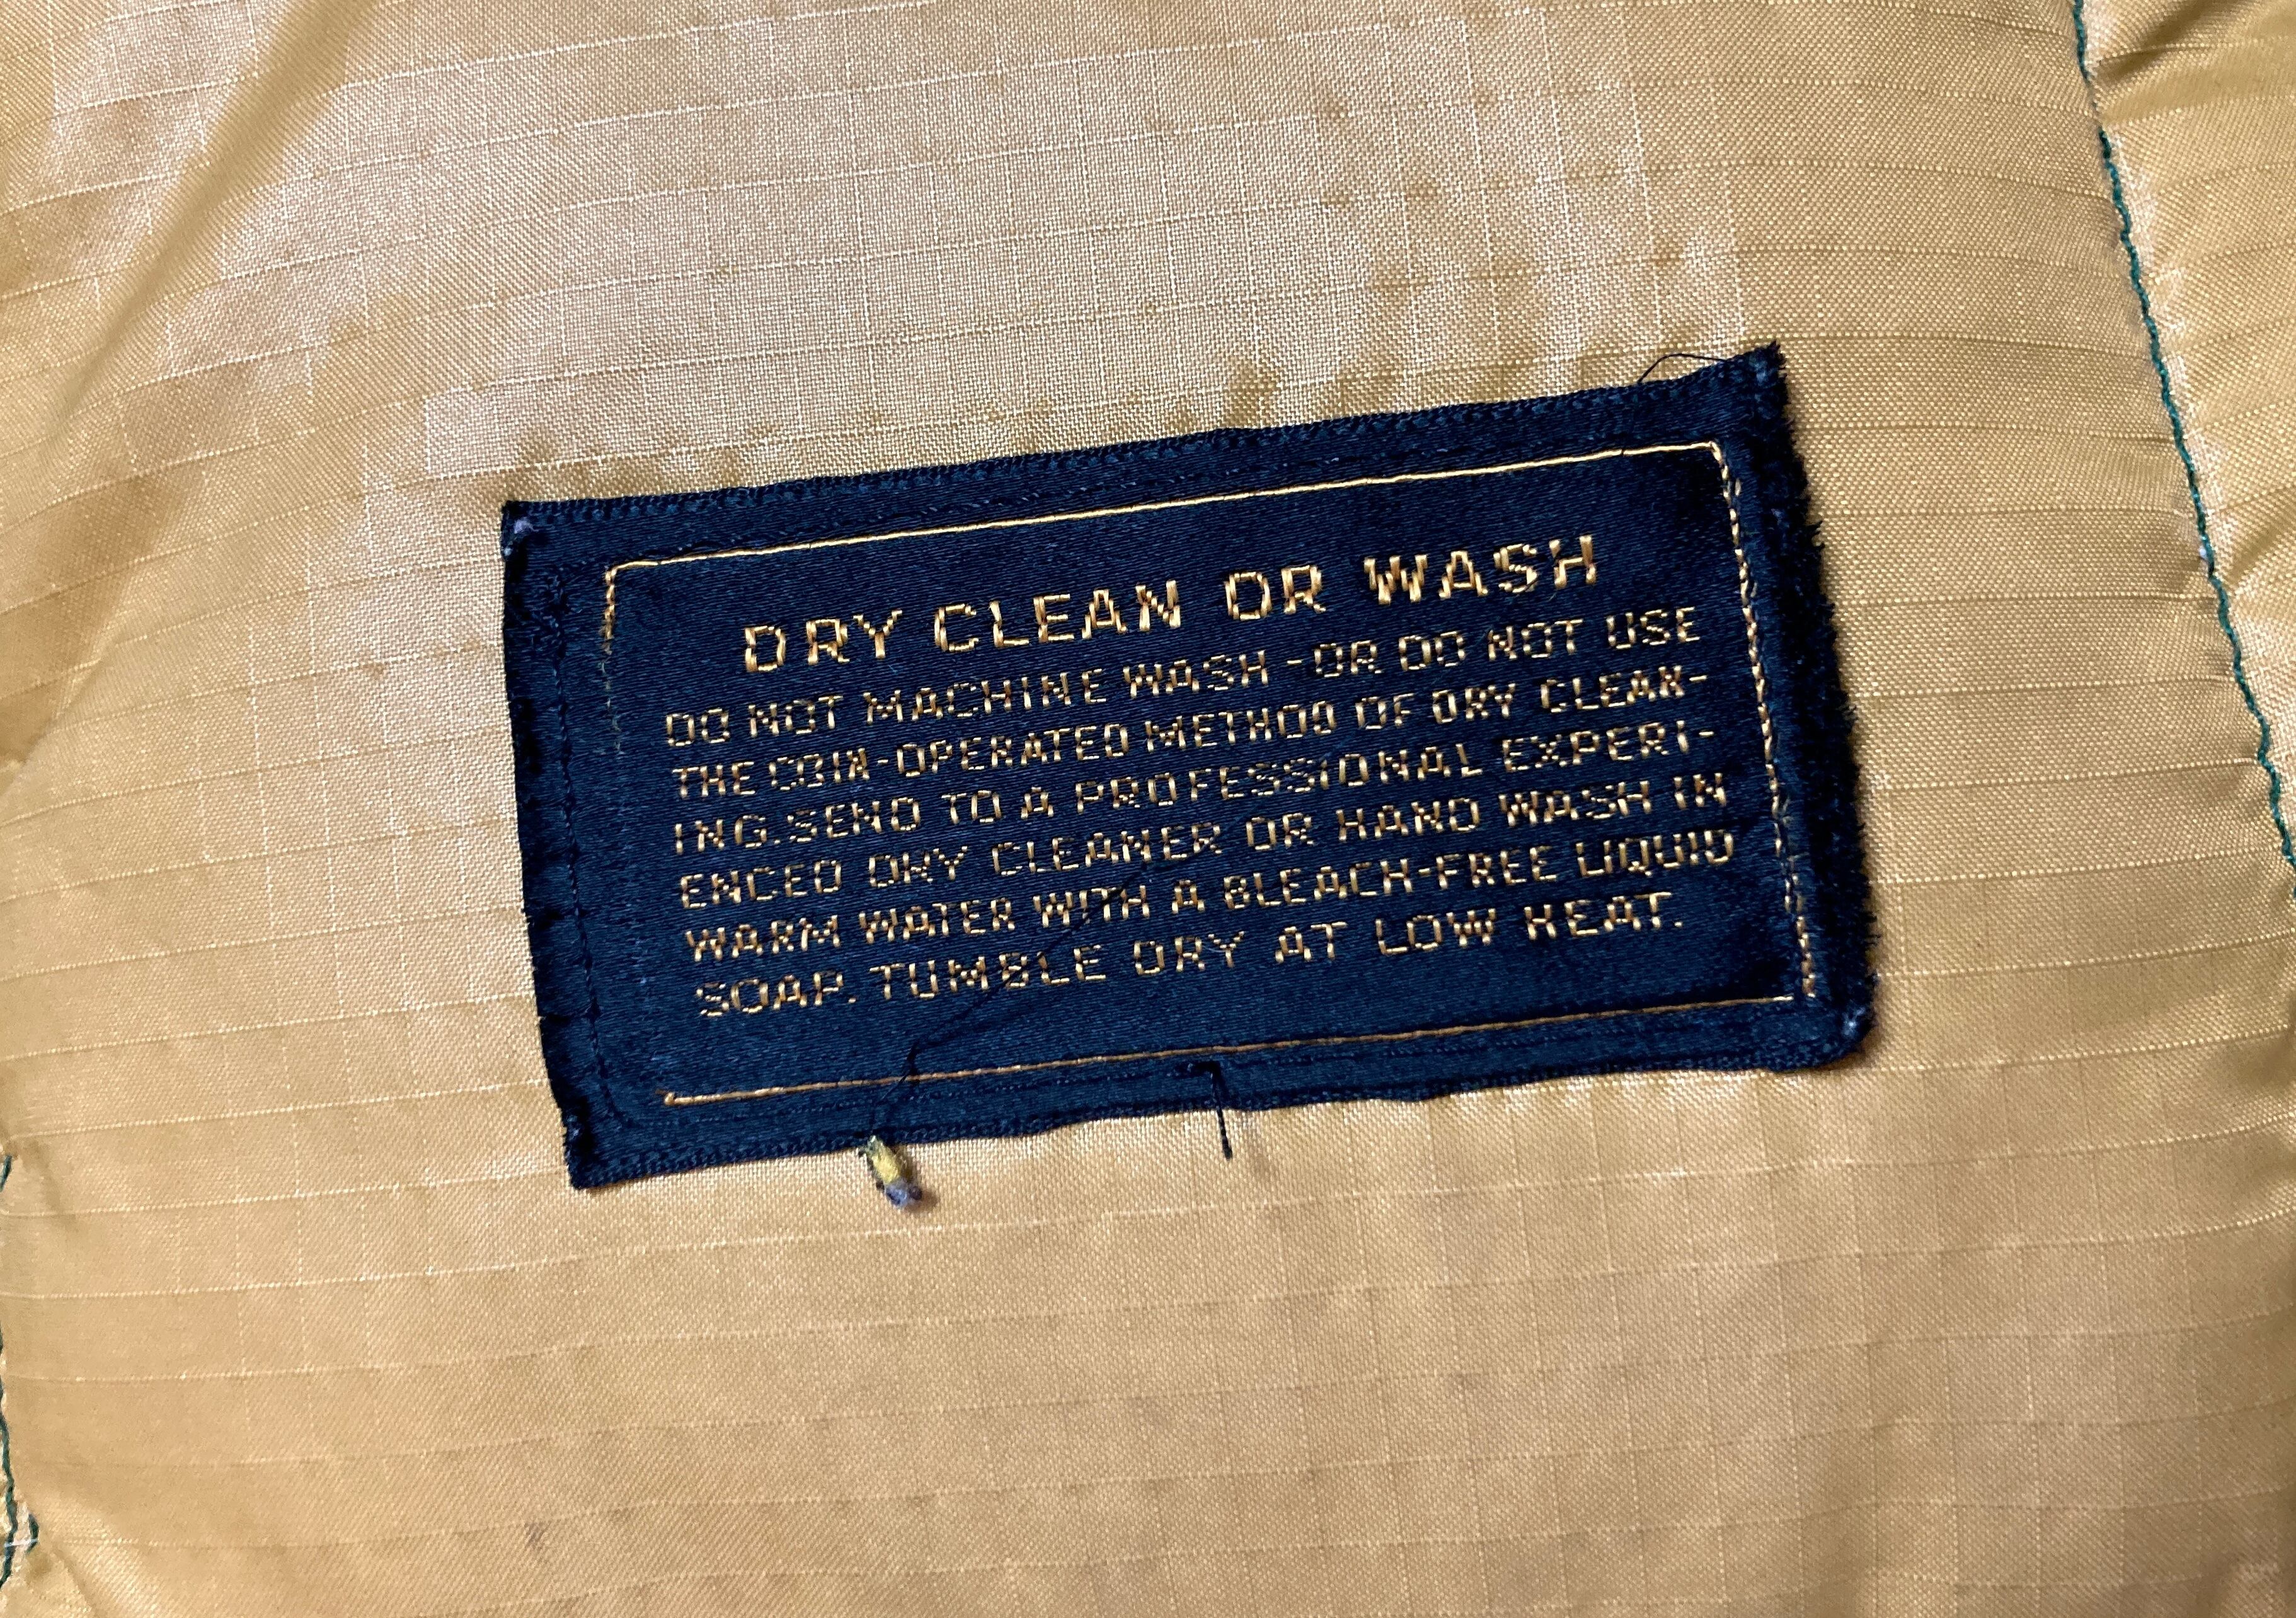 DRY CLEAN OR WASH
DO NOT MACHINE WASH - OR DO NOT USE
THE COIN-OPERATED METHOD OF DRY CLEAN-
ING. SEND TO A PROFESSIONAL EXPERI-
ENCED DRY CLEANER OR HAND WASH IN
WARM WATER WITH A BLEACH-FREE LIQUID
SOAP. TUMBLE DRY AT LOW HEAT.